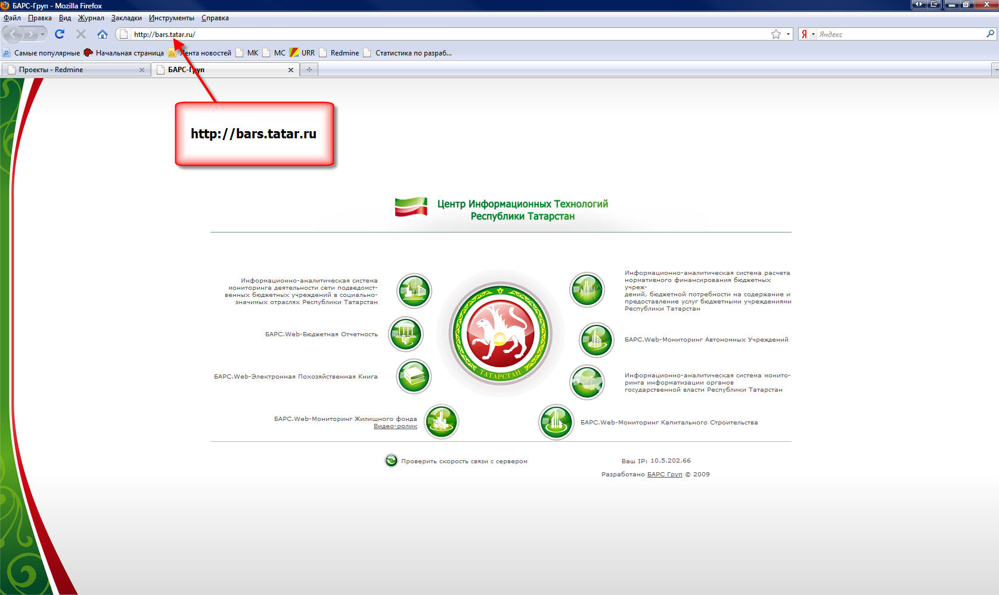 БАРС-Груп - Mozilla Firefox
Файл Правка Вид Журнал Закладки Инструменты Справка
http://bars.tatar.ru/
Я Яндекс
Самые популярные Начальная страница Лента новостей МК МС URR Redmine Статистика по разраб...
Проекты - Redmine БАРС-Груп
http://bars.tatar.ru
Центр Информационных Технологий
Республики Татарстан
Информационно-аналитическая система
мониторинга деятельности сети подведомст-
венных бюджетных учреждений в социально-
значимых отраслях Республики Татарстан
БАРС.Web-Бюджетная Отчетность
БАРС.Web-Электронная Похозяйственная Книга
БАРС.Web-Мониторинг Жилищного фонда
Видео-ролик
ТАТАРСТАН
Информационно-аналитическая система расчета
нормативного финансирования бюджетных
учреж-
дений, бюджетной потребности на содержание и
предоставление услуг бюджетными учреждениями
Республики Татарстан
БАРС.Web-Мониторинг Автономных Учреждений
Информационно-аналитическая система монито-
ринга информатизации органов
государственной власти Республики Татарстан
БАРС.Web-Мониторинг Капитального Строительства
Проверить скорость связи с сервером
Ваш IP: 10.5.202.66
Разработано БАРС Груп © 2009